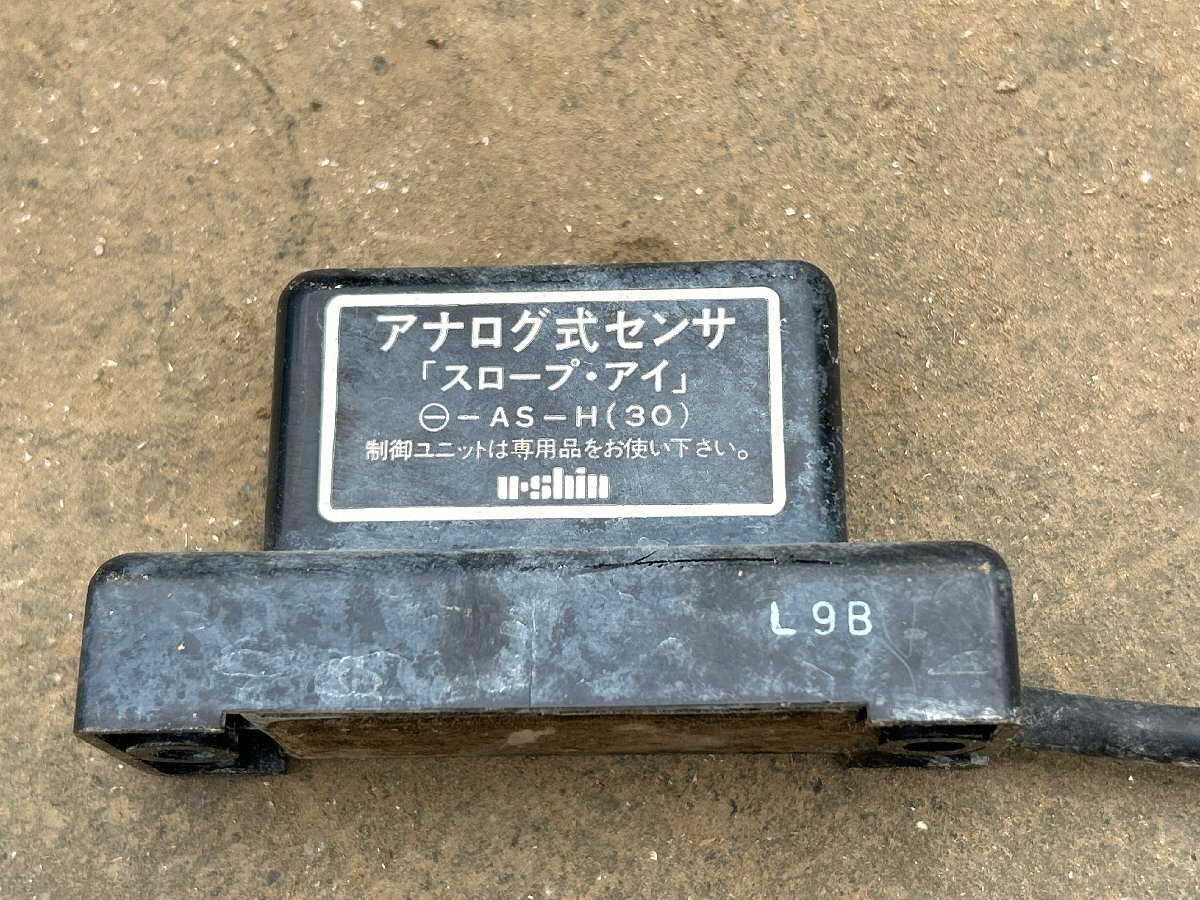 アナログ式センサ
「スロープ・アイ」
⊖-AS-H(30)
制御ユニットは専用品をお使い下さい。
u·shin
L9B